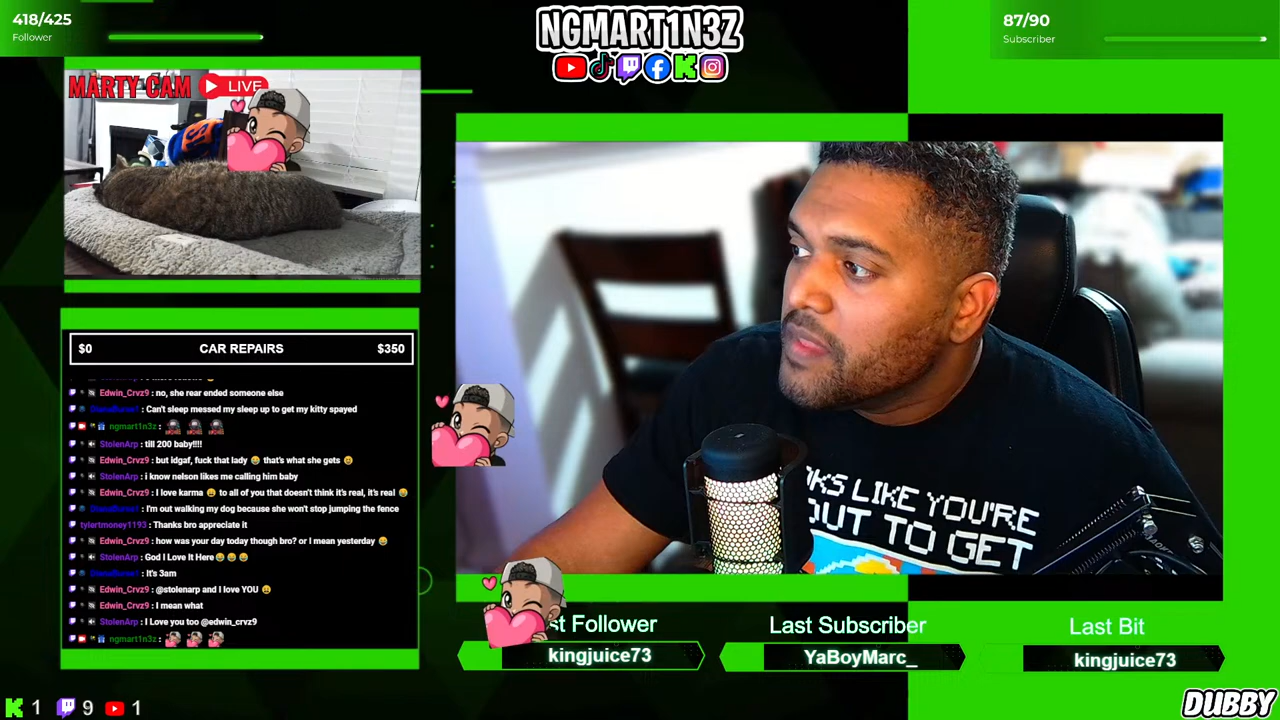 418/425
Follower
NGMART1N3Z
87/90
Subscriber
MARTY CAM
LIVE
$0 CAR REPAIRS $350
Edwin_Crvz9 : no, she rear ended someone else
: Can't sleep messed my sleep up to get my kitty spayed
ngmart1n3z :
StolenArp : till 200 baby!!!!
Edwin_Crvz9 : but idgaf, fuck that lady 😂 that's what she gets
StolenArp : i know nelson likes me calling him baby
Edwin_Crvz9 : I love karma to all of you that doesn't think it's real, it's real
: I'm out walking my dog because she won't stop jumping the fence
tylertmoney1193 : Thanks bro appreciate it
Edwin_Crvz9 : how was your day today though bro? or I mean yesterday
StolenArp : God I Love It Here
: It's 3am
Edwin_Crvz9 : @stolenarp and I love YOU
Edwin_Crvz9 : I mean what
StolenArp : I Love you too @edwin_crvz9
ngmart1n3z :
OKS LIKE YOU'RE
OUT TO GET
st Follower
kingjuice73
Last Subscriber
YaBoyMarc_
Last Bit
kingjuice73
1 9 1
DUBBY